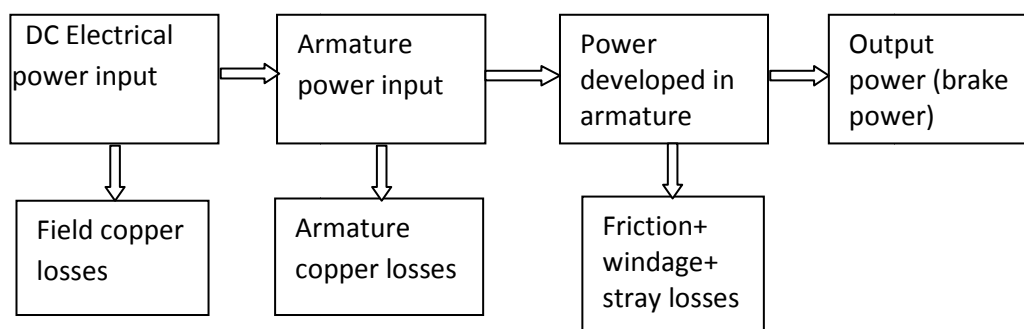 DC Electrical
power input
Armature
power input
Power
developed in
armature
Output
power (brake
power)
Field copper
losses
Armature
copper losses
Friction+
windage+
stray losses